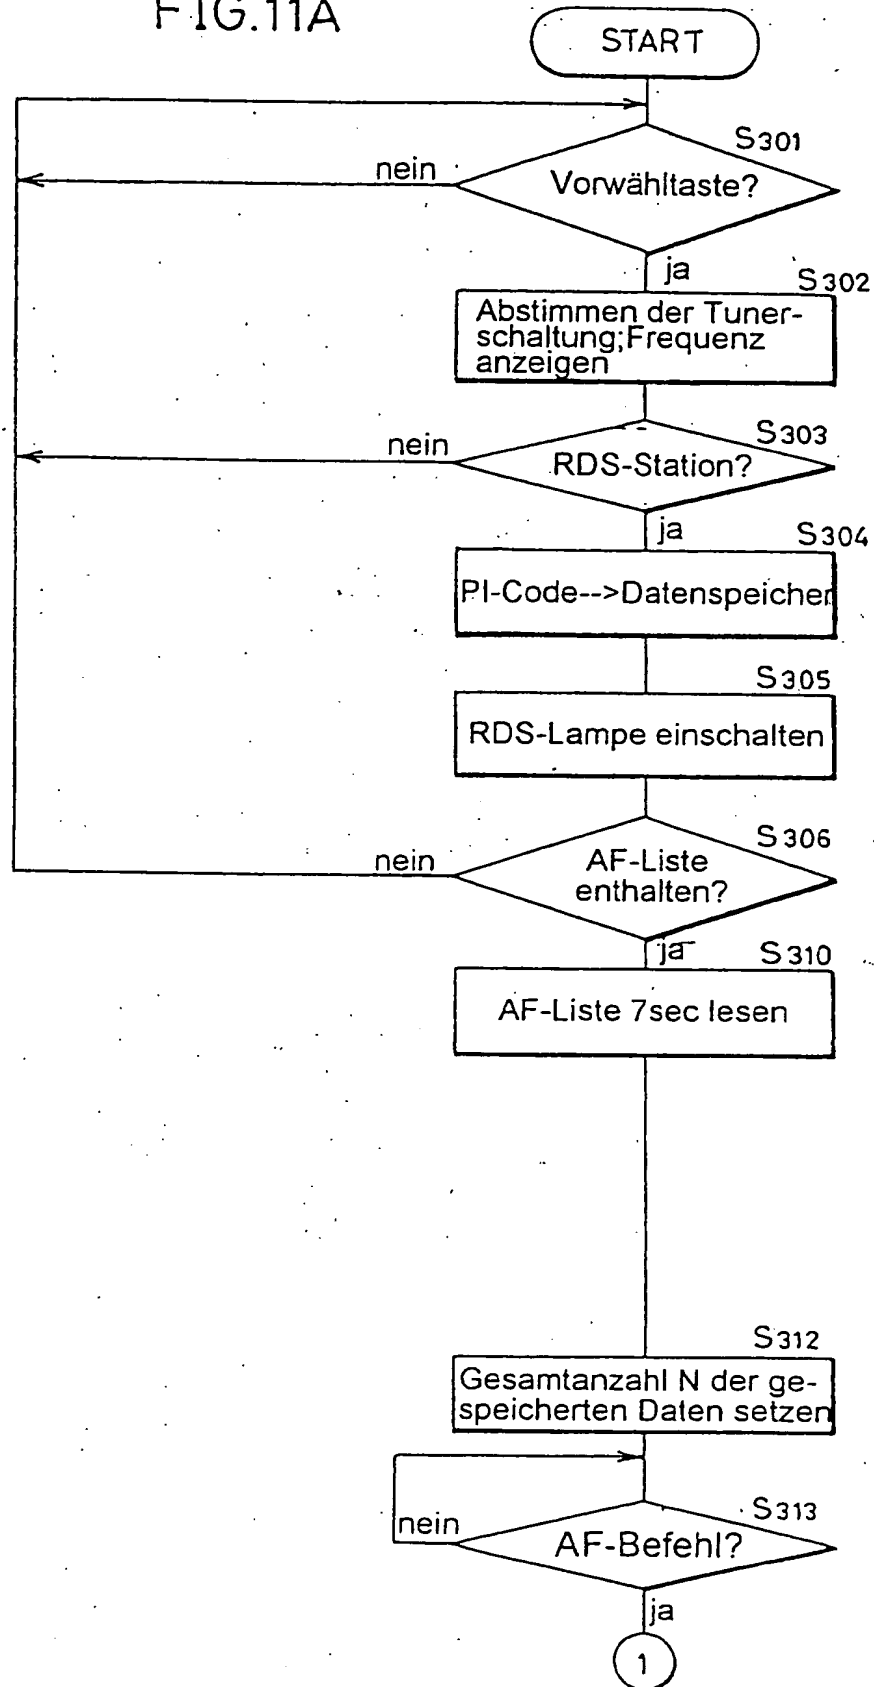 FIG.11A
START
S301
nein
Vorwähltaste?
ja
S302
Abstimmen der Tuner-
schaltung;Frequenz
anzeigen
S303
nein
RDS-Station?
ja
S304
PI-Code-->Datenspeicher
S305
RDS-Lampe einschalten
S306
nein
AF-Liste
enthalten?
ja
S310
AF-Liste 7sec lesen
S312
Gesamtanzahl N der ge-
speicherten Daten setzen
S313
nein
AF-Befehl?
ja
1